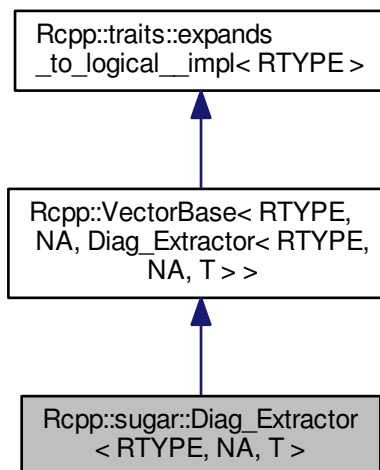 Rcpp::traits::expands
_to_logical__impl< RTYPE >
Rcpp::VectorBase< RTYPE,
NA, Diag_Extractor< RTYPE,
NA, T > >
Rcpp::sugar::Diag_Extractor
< RTYPE, NA, T >